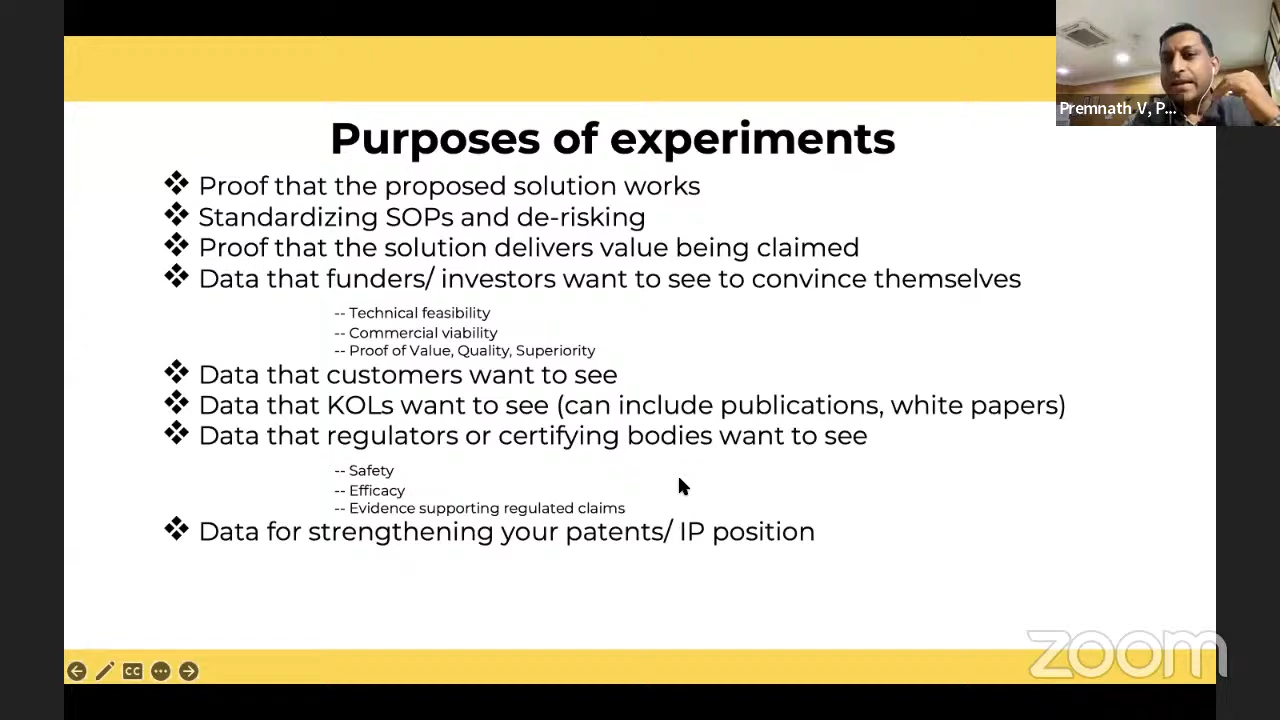 Premnath V, P...
Purposes of experiments
❖ Proof that the proposed solution works
❖ Standardizing SOPs and de-risking
❖ Proof that the solution delivers value being claimed
❖ Data that funders/ investors want to see to convince themselves
-- Technical feasibility
-- Commercial viability
-- Proof of Value, Quality, Superiority
❖ Data that customers want to see
❖ Data that KOLs want to see (can include publications, white papers)
❖ Data that regulators or certifying bodies want to see
-- Safety
-- Efficacy
-- Evidence supporting regulated claims
❖ Data for strengthening your patents/ IP position
CC
zoom